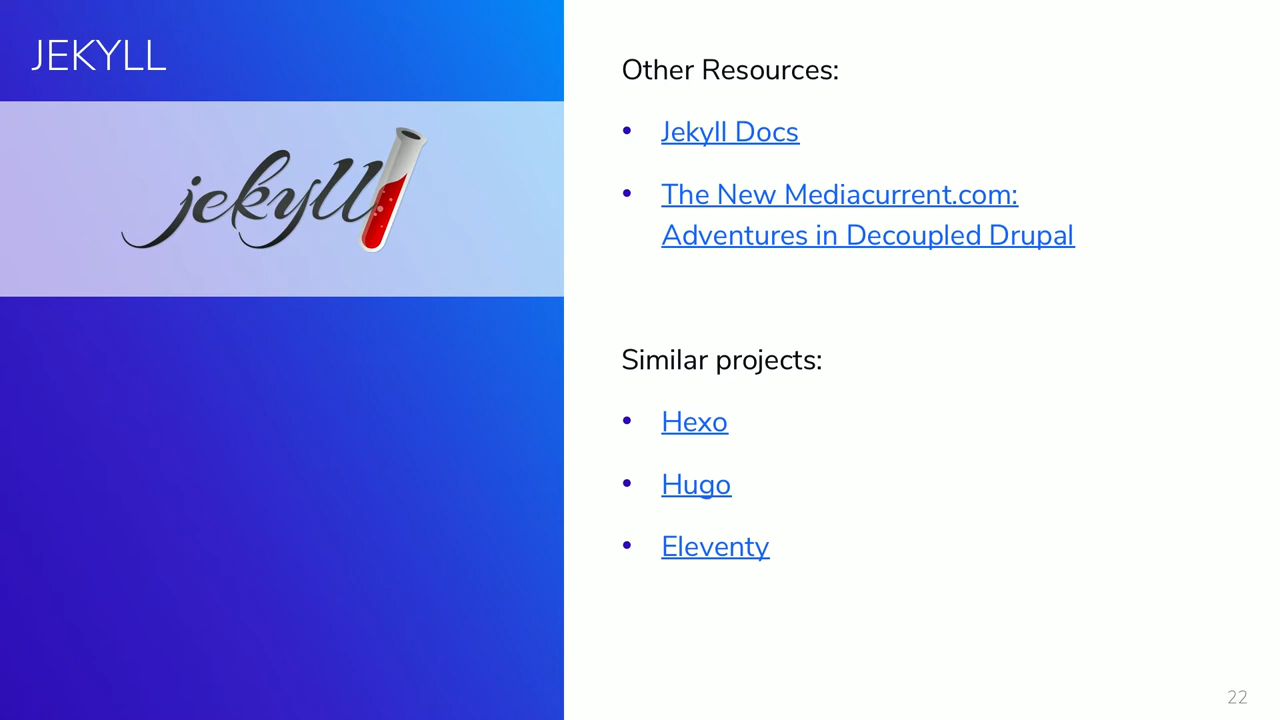 JEKYLL
jekyll
Other Resources:
• Jekyll Docs
• The New Mediacurrent.com:
Adventures in Decoupled Drupal
Similar projects:
• Hexo
• Hugo
• Eleventy
22